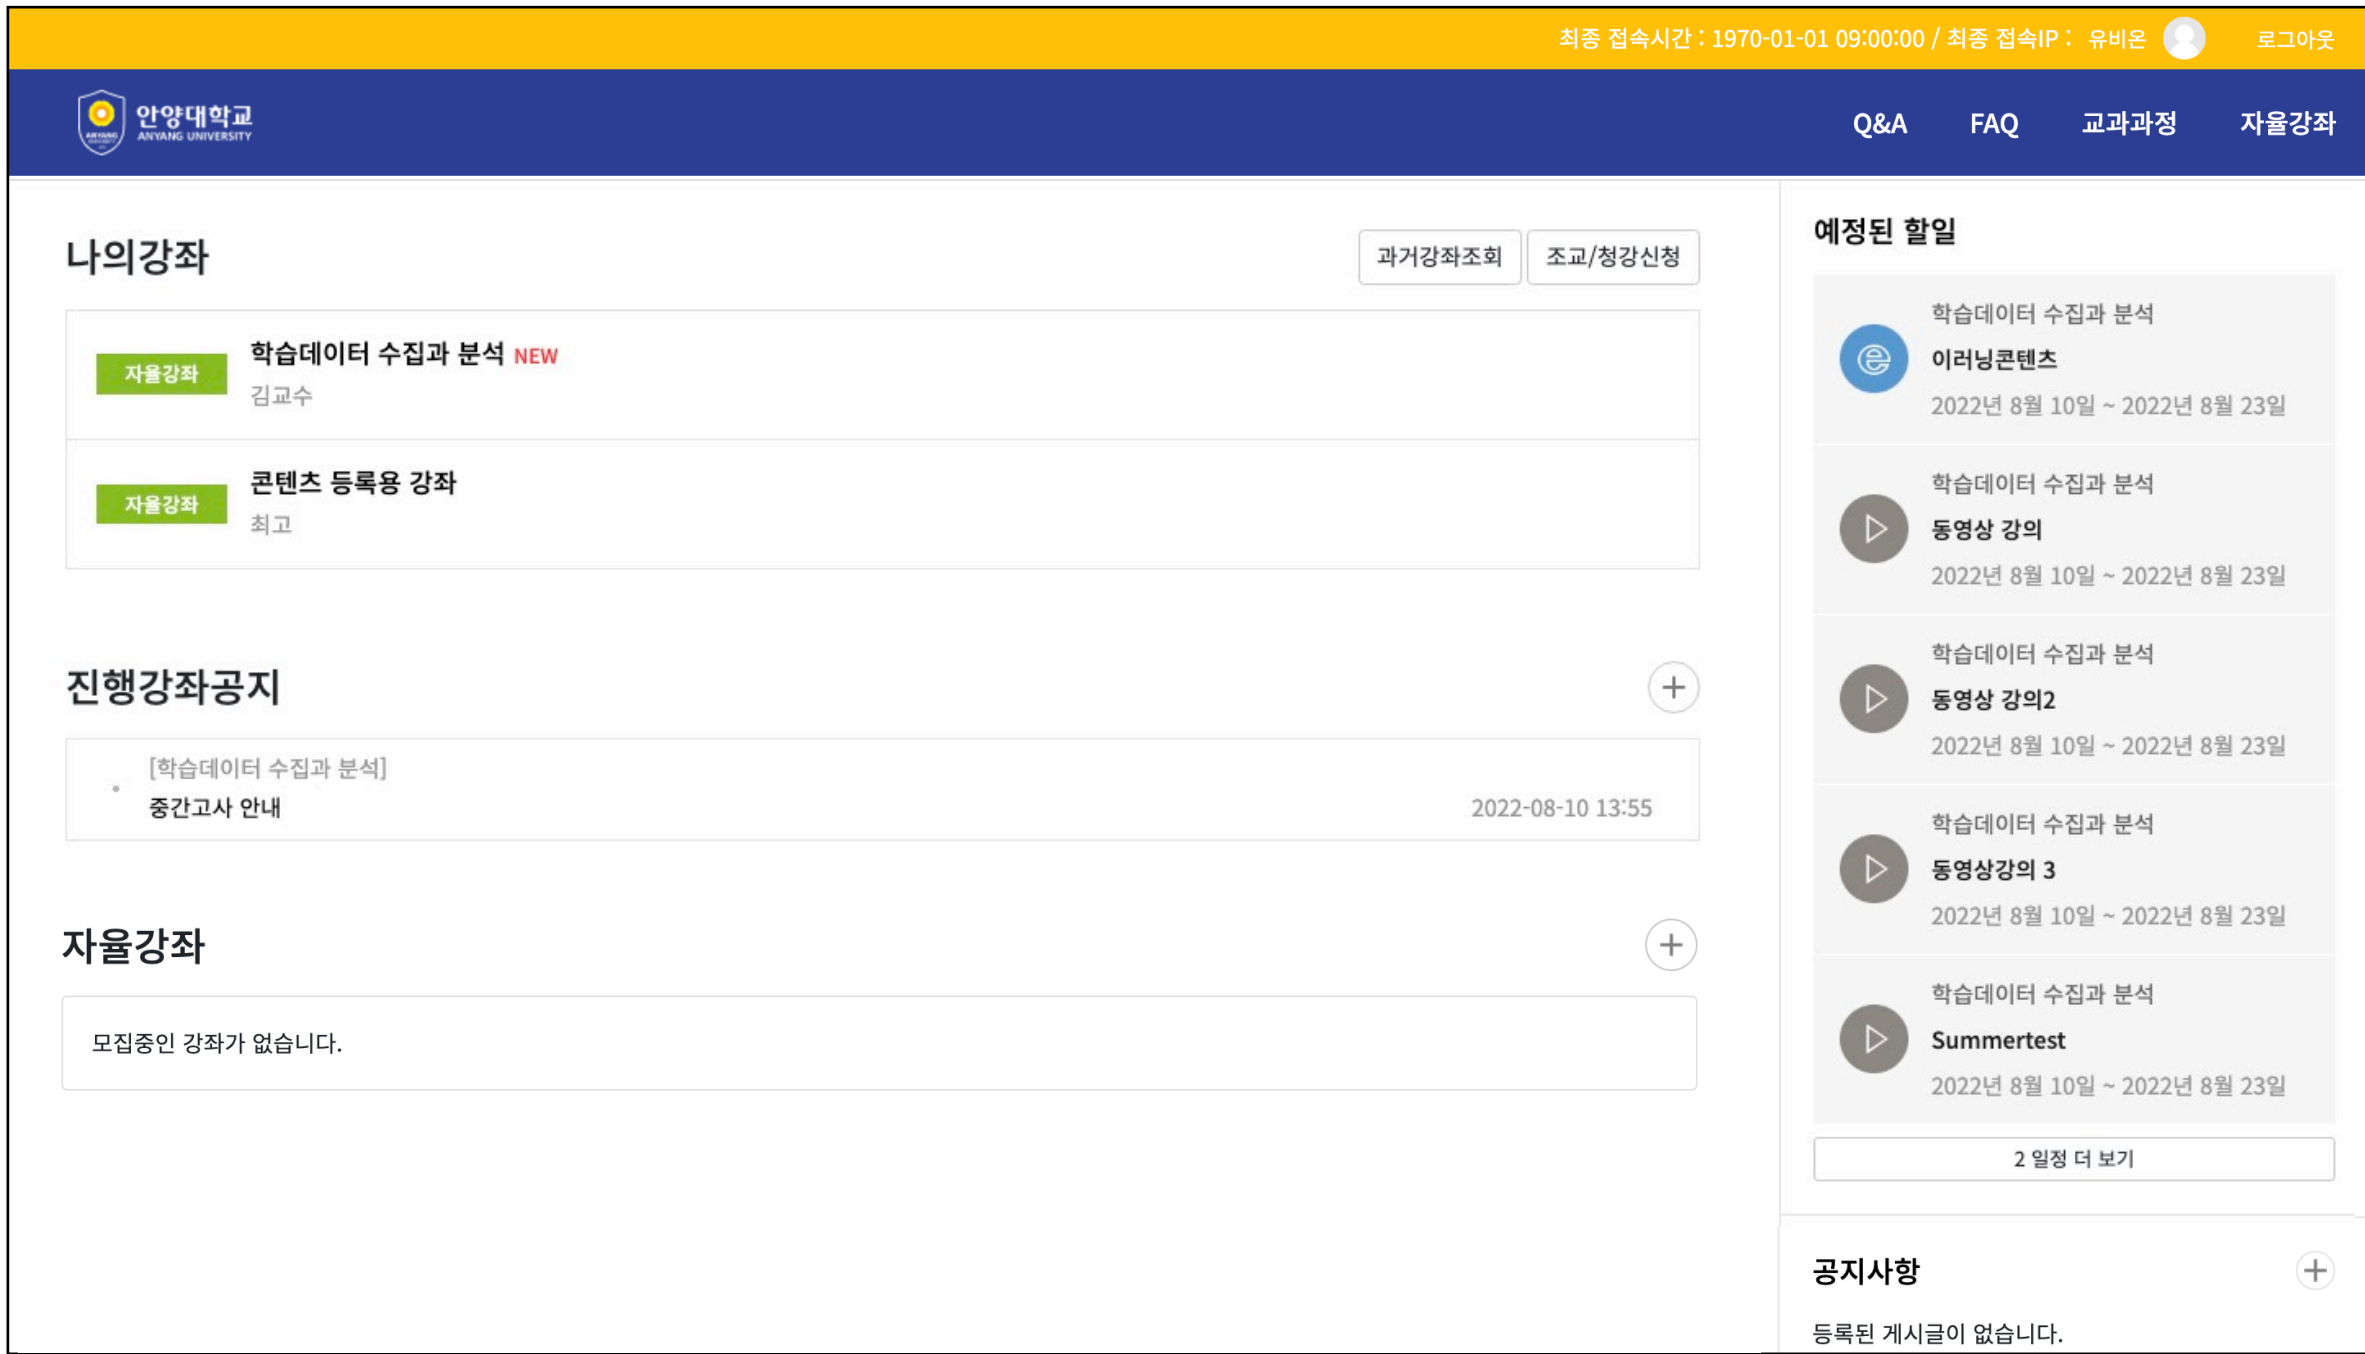 최종 접속시간 : 1970-01-01 09:00:00 / 최종 접속IP : 유비온 로그아웃
안양대학교
ANYANG UNIVERSITY
Q&A FAQ 교과과정 자율강좌
나의강좌
과거강좌조회 조교/청강신청
자율강좌
학습데이터 수집과 분석 NEW
김교수
자율강좌
콘텐츠 등록용 강좌
최고
진행강좌공지
[학습데이터 수집과 분석]
중간고사 안내 2022-08-10 13:55
자율강좌
모집중인 강좌가 없습니다.
예정된 할일
학습데이터 수집과 분석
이러닝콘텐츠
2022년 8월 10일 ~ 2022년 8월 23일
학습데이터 수집과 분석
동영상 강의
2022년 8월 10일 ~ 2022년 8월 23일
학습데이터 수집과 분석
동영상 강의2
2022년 8월 10일 ~ 2022년 8월 23일
학습데이터 수집과 분석
동영상강의 3
2022년 8월 10일 ~ 2022년 8월 23일
학습데이터 수집과 분석
Summertest
2022년 8월 10일 ~ 2022년 8월 23일
2 일정 더 보기
공지사항
등록된 게시글이 없습니다.